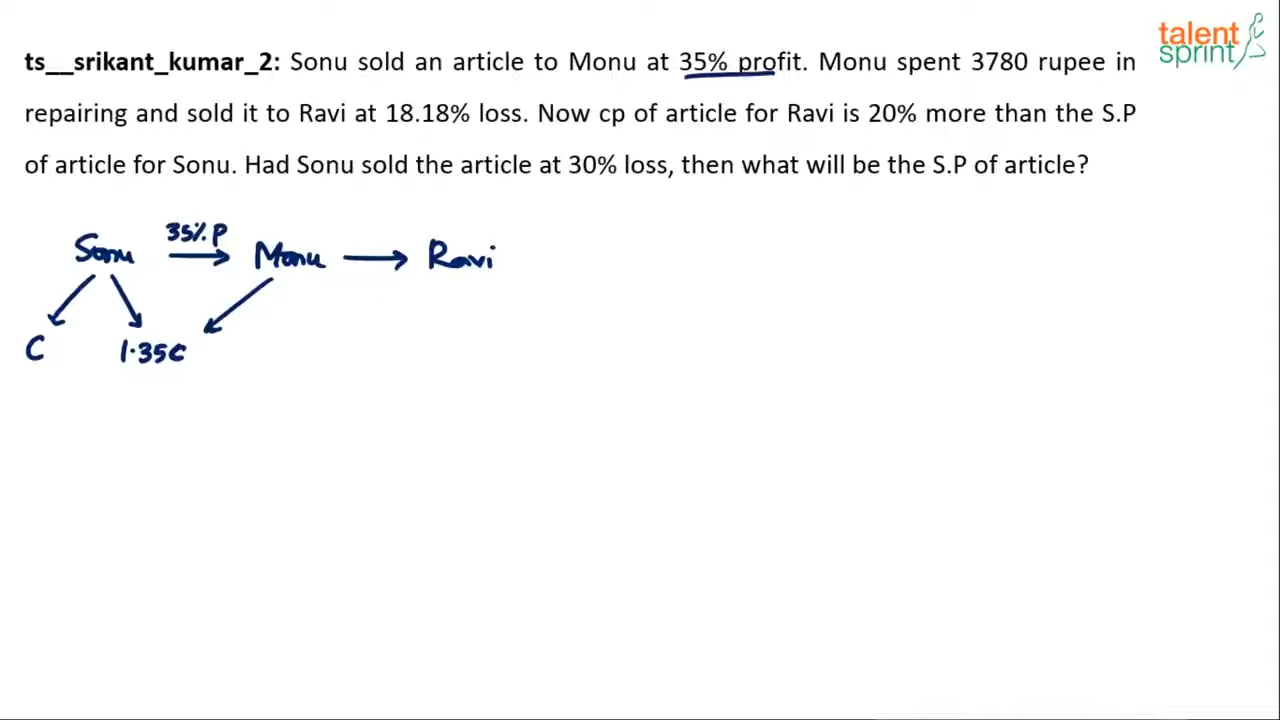 talent
sprint
ts__srikant_kumar_2: Sonu sold an article to Monu at 35% profit. Monu spent 3780 rupee in
repairing and sold it to Ravi at 18.18% loss. Now cp of article for Ravi is 20% more than the S.P
of article for Sonu. Had Sonu sold the article at 30% loss, then what will be the S.P of article?
Sonu 35% P Monu Ravi
C 1.35C